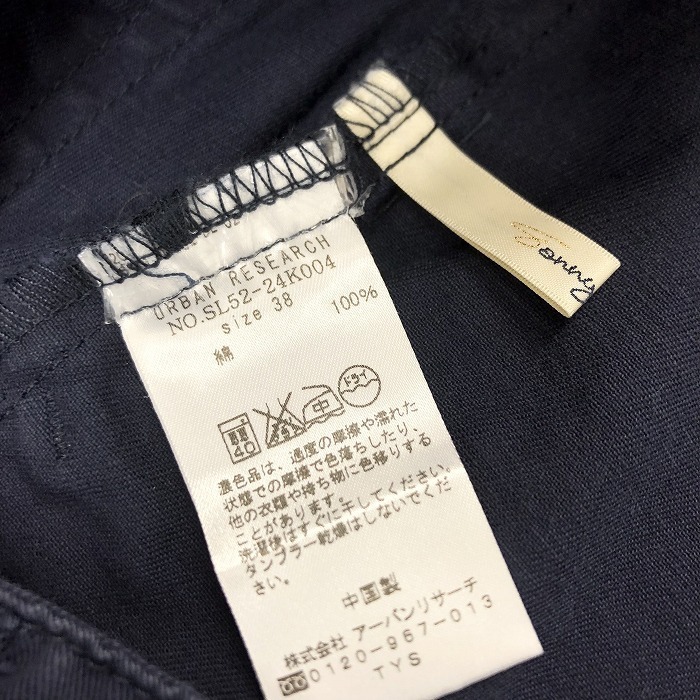 URBAN RESEARCH
NO.SL52-24K004
size 38
綿 100%
40 中 ドライ
濃色品は、過度の摩擦や濡れた
状態での摩擦で色落ちしたり、
他の衣類や持ち物に色移りする
ことがあります。
洗濯後はすぐに干してください。
タンブラー乾燥はしないでくだ
さい。
中国製
株式会社 アーバンリサーチ
0120-967-013
TYS
Sonny